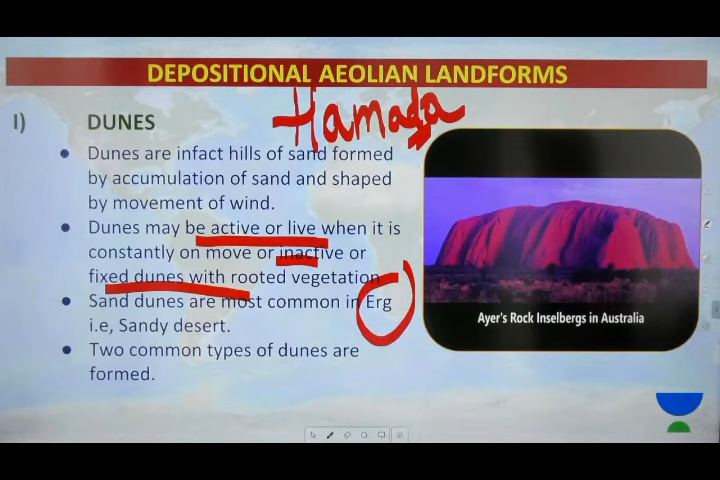 DEPOSITIONAL AEOLIAN LANDFORMS
Hamada
I) DUNES
● Dunes are infact hills of sand formed
by accumulation of sand and shaped
by movement of wind.
● Dunes may be active or live when it is
constantly on move or inactive or
fixed dunes with rooted vegetation
● Sand dunes are most common in Erg
i.e, Sandy desert.
● Two common types of dunes are
formed.
Ayer's Rock Inselbergs in Australia